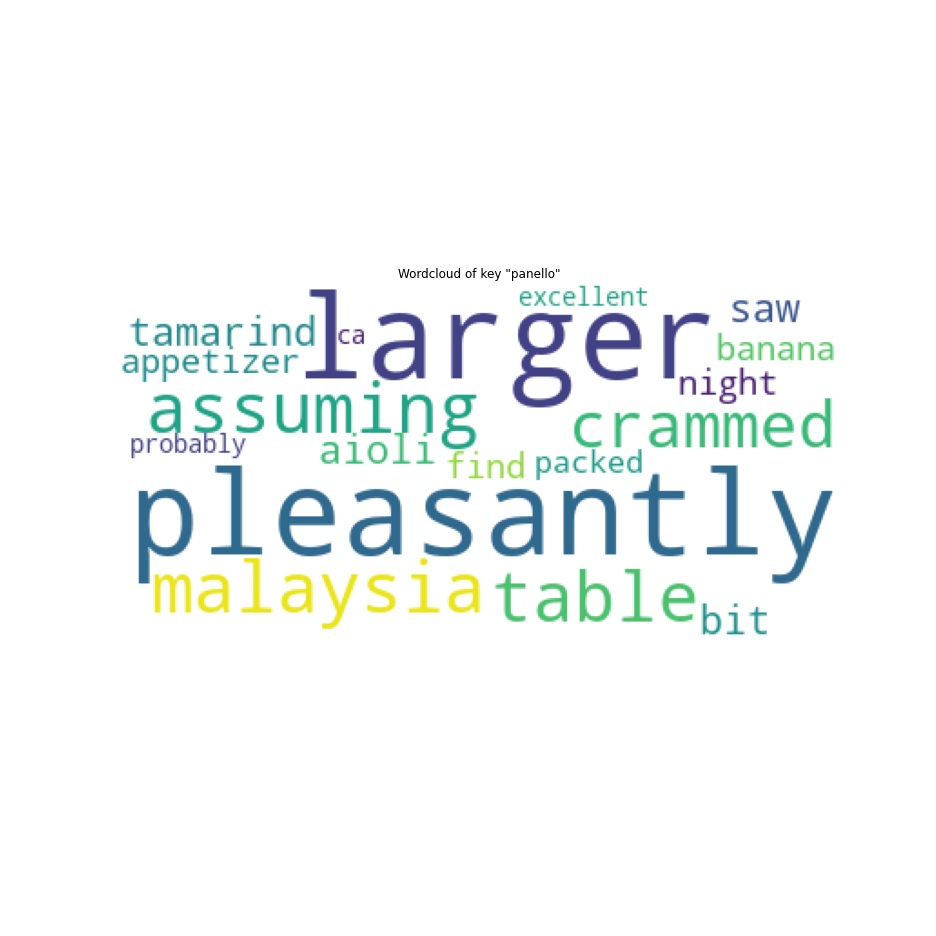 Wordcloud of key "panello"
excellent
larger
saw
tamarind
ca
banana
appetizer
night
assuming
crammed
probably
aioli
find
packed
pleasantly
malaysia
table
bit